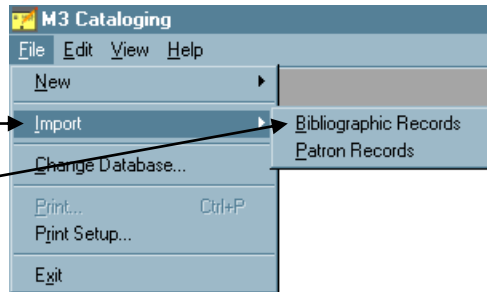 M3 Cataloging
File Edit View Help
New
Import
Bibliographic Records
Patron Records
Change Database...
Print... Ctrl+P
Print Setup...
Exit